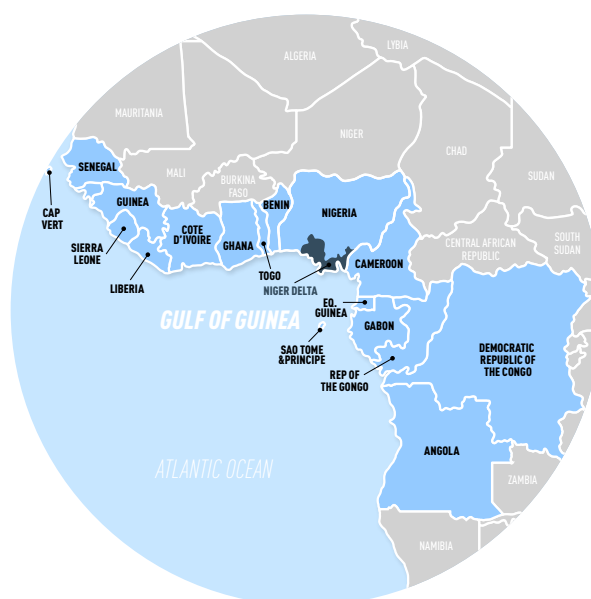 LYBIA
ALGERIA
MAURITANIA
NIGER
CHAD
MALI
SUDAN
BURKINA
FASO
SENEGAL
GUINEA
BENIN
NIGERIA
CAP
VERT
COTE
D'IVOIRE
GHANA
SIERRA
LEONE
CENTRAL AFRICAN
REPUBLIC
SOUTH
SUDAN
CAMEROON
TOGO
LIBERIA
NIGER DELTA
EQ.
GUINEA
GULF OF GUINEA
GABON
SAO TOME
&PRINCIPE
DEMOCRATIC
REPUBLIC OF
THE CONGO
REP OF
THE GONGO
ANGOLA
ATLANTIC OCEAN
ZAMBIA
NAMIBIA